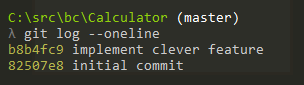 C:\src\bc\Calculator (master)
λ git log --oneline
b8b4fc9 implement clever feature
82507e8 initial commit